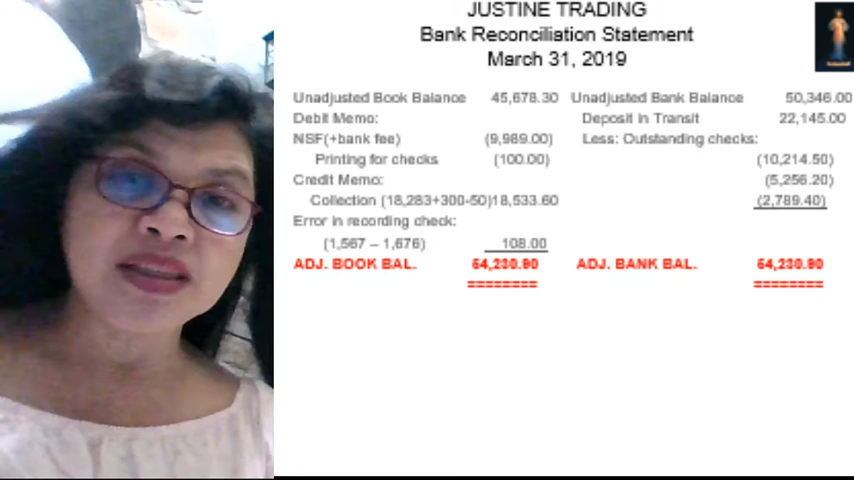 JUSTINE TRADING
Bank Reconciliation Statement
March 31, 2019
Unadjusted Book Balance 45,678.30 Unadjusted Bank Balance 50,346.00
Debit Memo: Deposit in Transit 22,145.00
NSF(+bank fee) (9,989.00) Less: Outstanding checks:
Printing for checks (100.00) (10,214.50)
Credit Memo: (5,256.20)
Collection (18,283+300-50)18,533.60 (2,789.40)
Error in recording check:
(1,567 – 1,676) 108.00
ADJ. BOOK BAL. 54,230.90 ADJ. BANK BAL. 54,230.90
======== ========